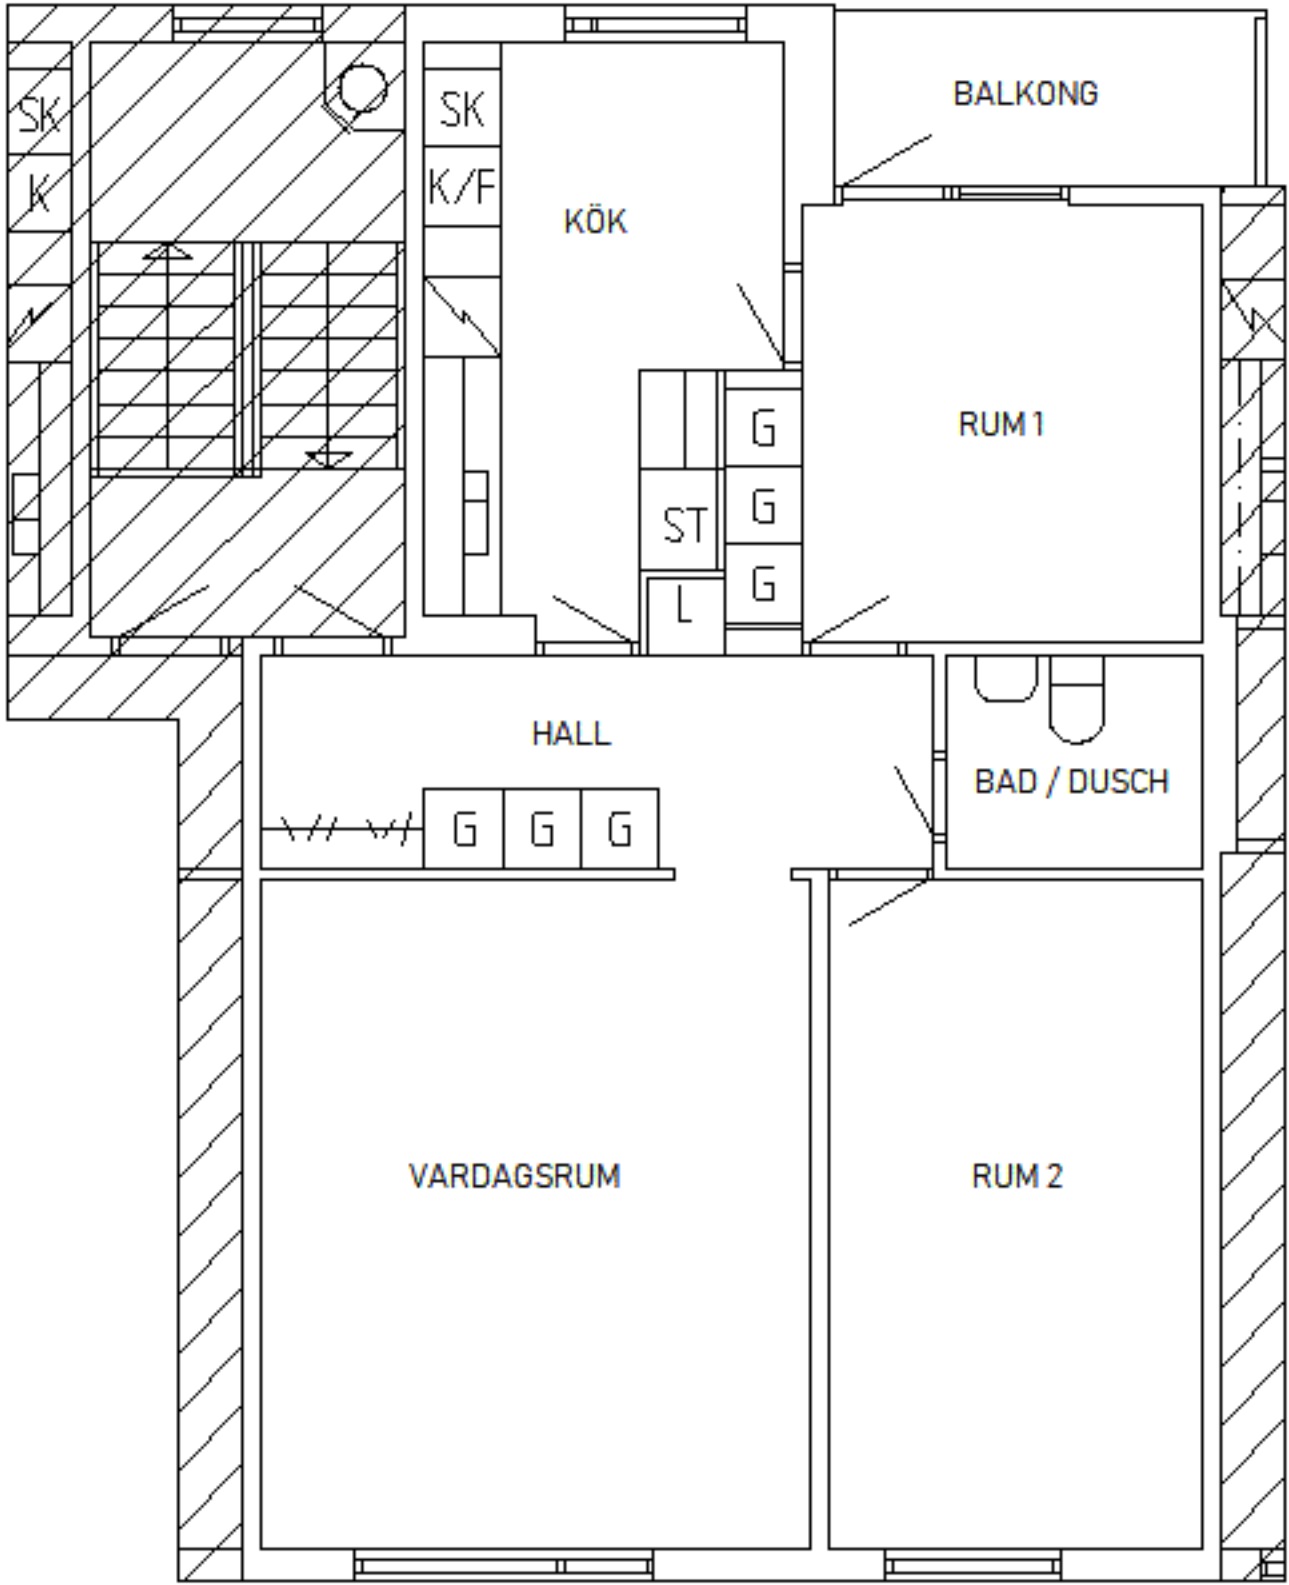 BALKONG
SK
SK
K/F
K
KÖK
RUM 1
G
G
ST
G
L
HALL
BAD / DUSCH
G
G
G
VARDAGSRUM
RUM 2